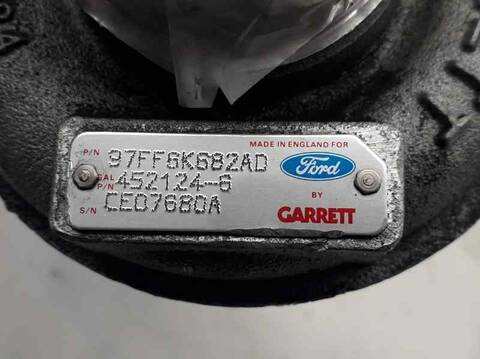 MADE IN ENGLAND FOR
P/N 97FF6K682AD
Ford
GAL P/N 452124-6
BY
S/N CE07680A
GARRETT